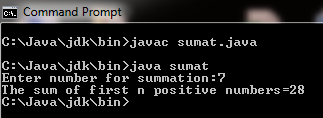 Command Prompt
C:\Java\jdk\bin>javac sumat.java
C:\Java\jdk\bin>java sumat
Enter number for summation:7
The sum of first n positive numbers=28
C:\Java\jdk\bin>